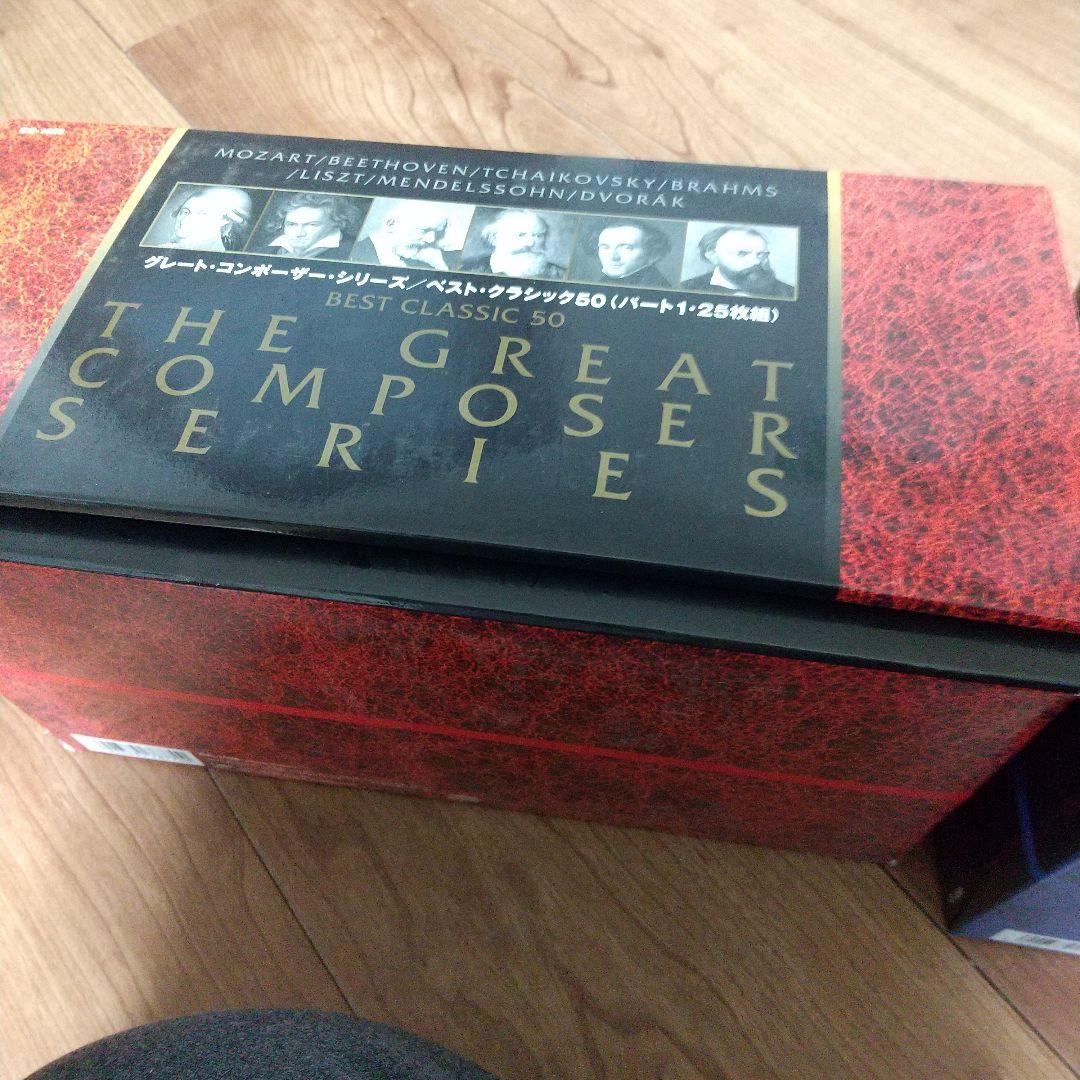 MOZART/BEETHOVEN/TCHAIKOVSKY/BRAHMS
/LISZT/MENDELSSOHN/DVORÁK
グレート・コンポーザー・シリーズ/ベスト・クラシック50(パート1・25枚組)
BEST CLASSIC 50
THE GREAT
COMPOSER
SERIES